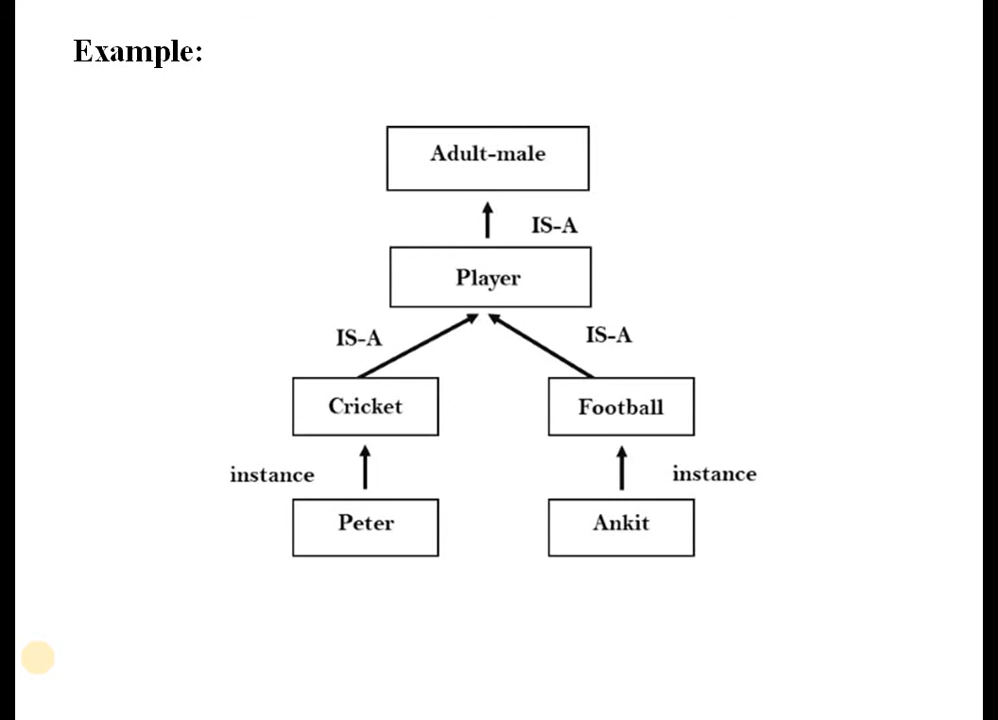 Example:
Adult-male
IS-A
Player
IS-A
IS-A
Cricket
Football
instance
instance
Peter
Ankit